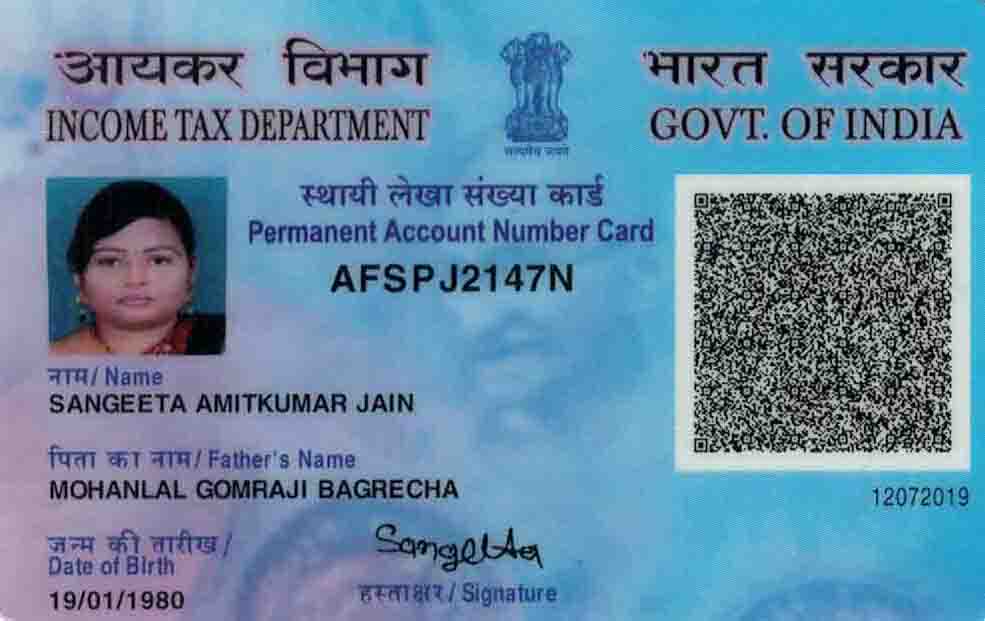 आयकर विभाग
INCOME TAX DEPARTMENT
सत्यमेव जयते
भारत सरकार
GOVT. OF INDIA
स्थायी लेखा संख्या कार्ड
Permanent Account Number Card
AFSPJ2147N
नाम / Name
SANGEETA AMITKUMAR JAIN
पिता का नाम / Father's Name
MOHANLAL GOMRAJI BAGRECHA
12072019
जन्म की तारीख /
Date of Birth
19/01/1980
Sangeeta
हस्ताक्षर / Signature